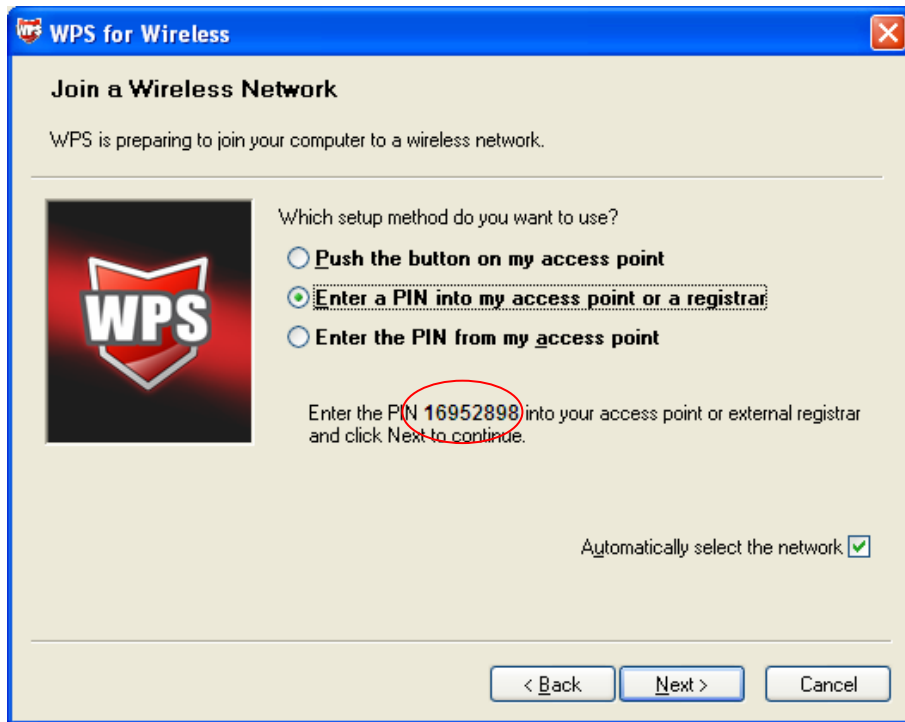 WPS for Wireless
Join a Wireless Network
WPS is preparing to join your computer to a wireless network.
WPS
Which setup method do you want to use?
Push the button on my access point
Enter a PIN into my access point or a registrar
Enter the PIN from my access point
Enter the PIN 16952898 into your access point or external registrar
and click Next to continue.
Automatically select the network
< Back
Next >
Cancel